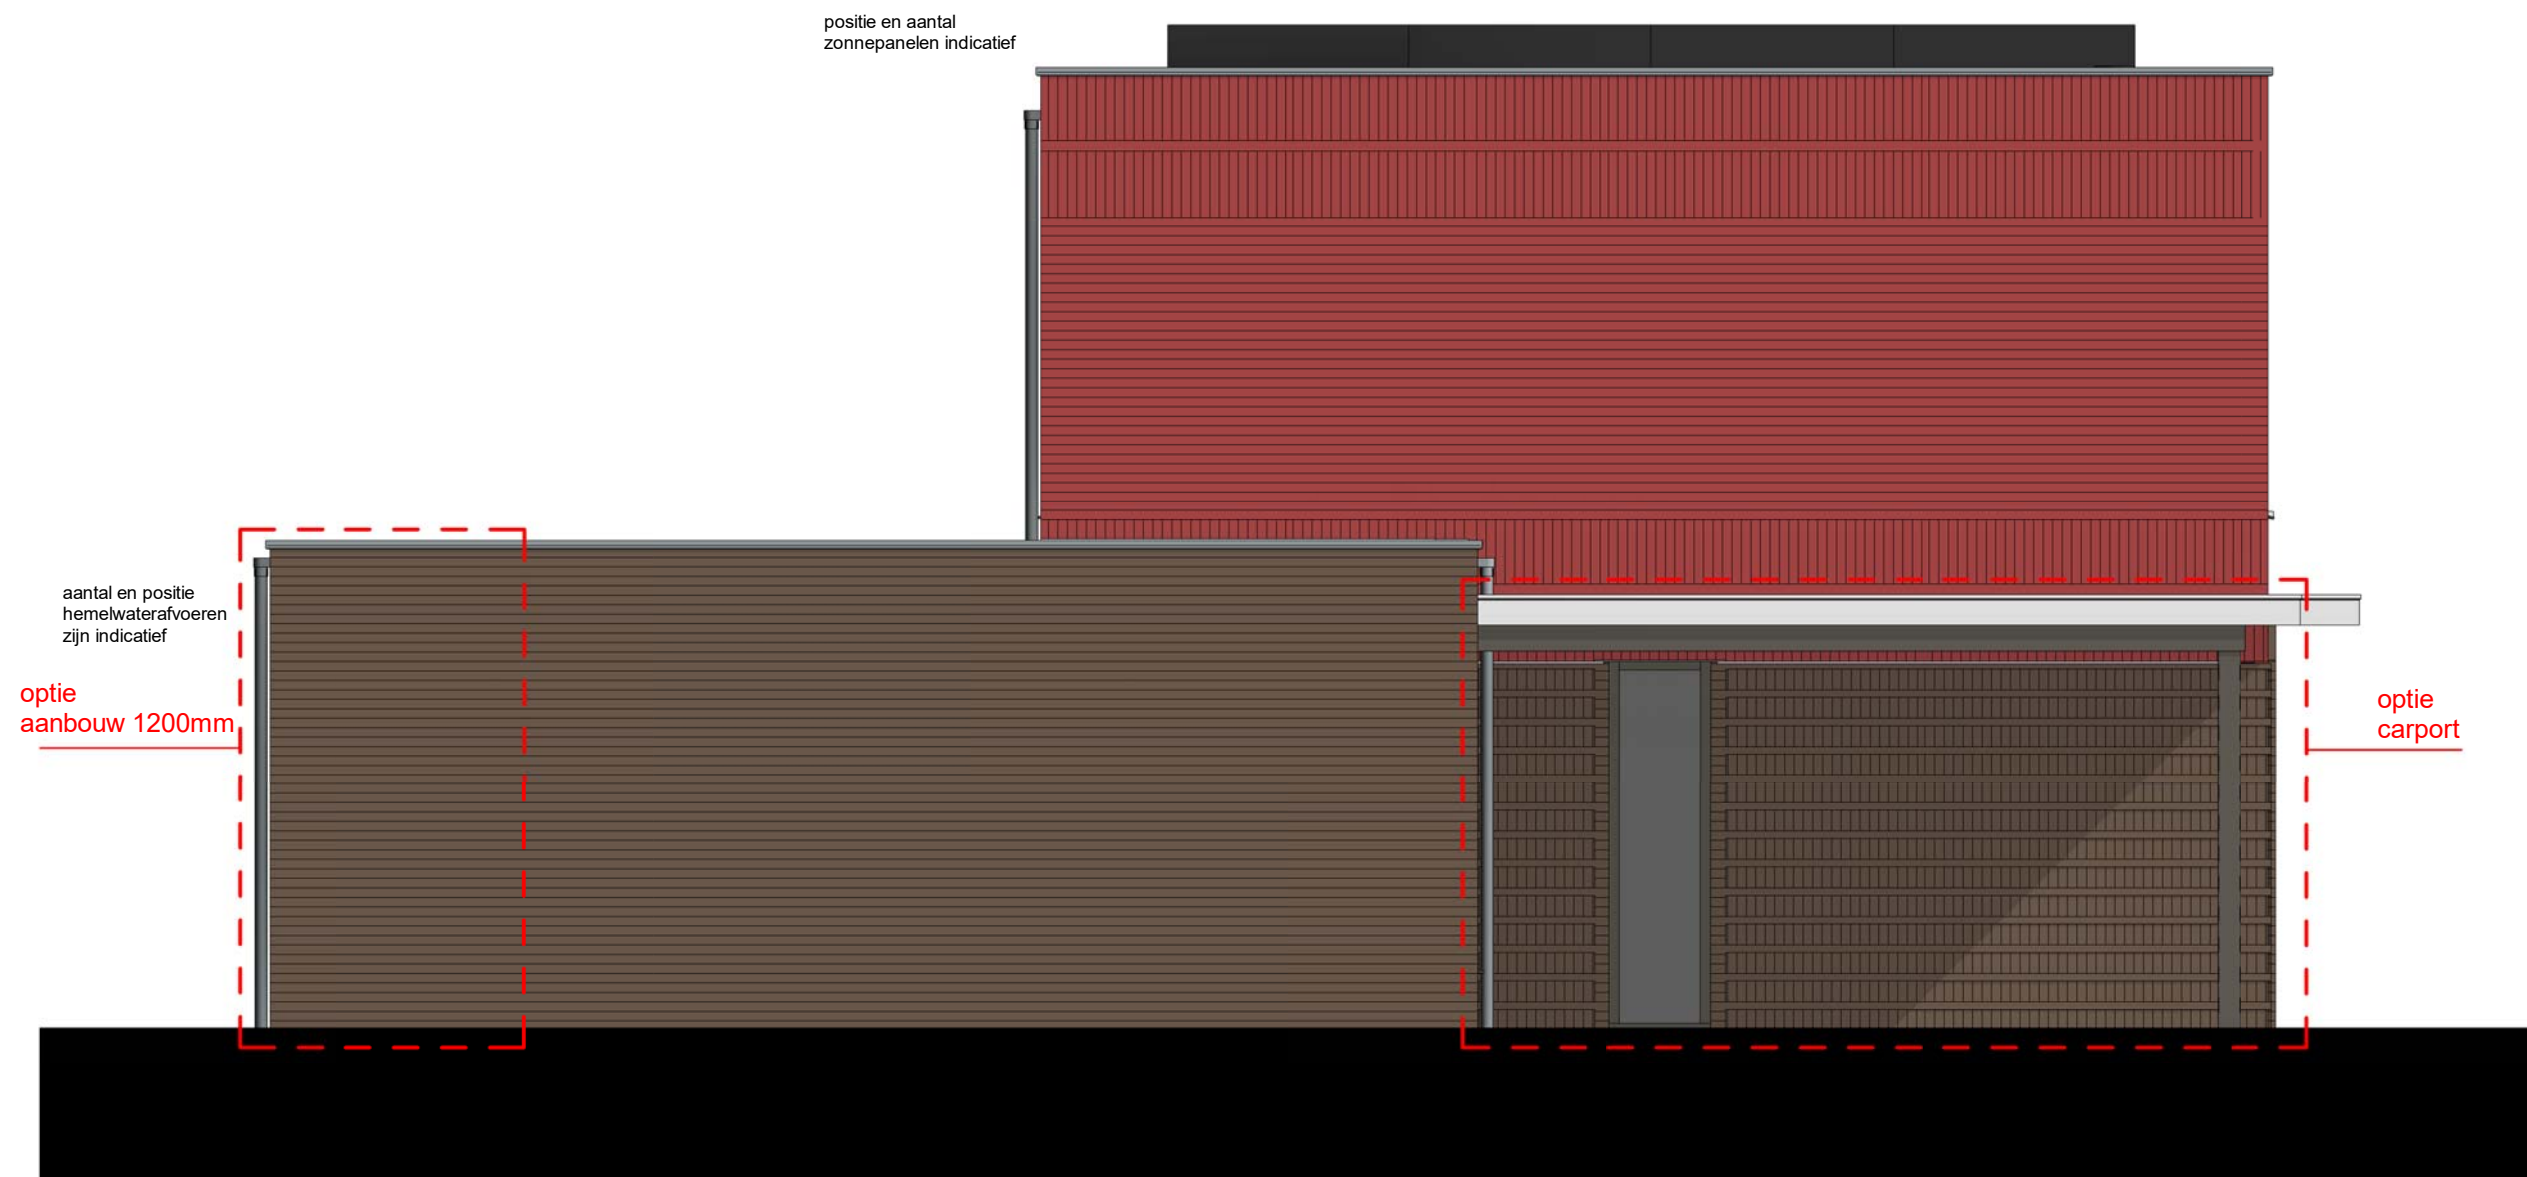 positie en aantal
zonnepanelen indicatief
aantal en positie
hemelwaterafvoeren
zijn indicatief
optie
aanbouw 1200mm
optie
carport